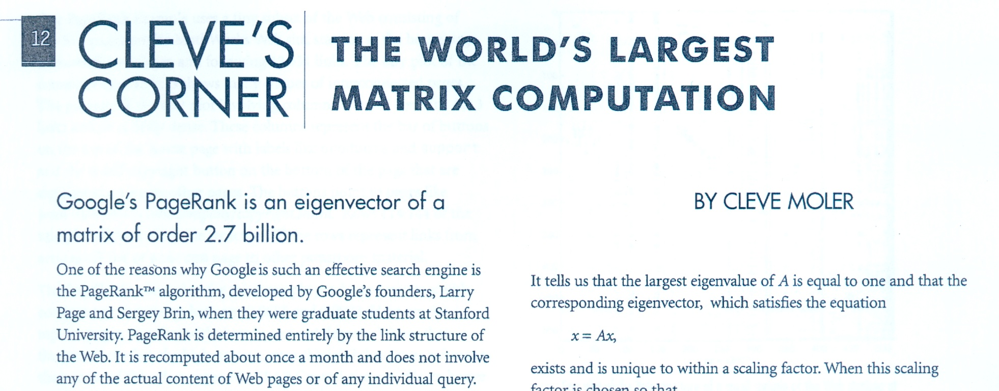 12
CLEVE'S
CORNER
THE WORLD'S LARGEST
MATRIX COMPUTATION
Google's PageRank is an eigenvector of a
matrix of order 2.7 billion.
BY CLEVE MOLER
One of the reasons why Google is such an effective search engine is
the PageRank™ algorithm, developed by Google's founders, Larry
Page and Sergey Brin, when they were graduate students at Stanford
University. PageRank is determined entirely by the link structure of
the Web. It is recomputed about once a month and does not involve
any of the actual content of Web pages or of any individual query.
It tells us that the largest eigenvalue of A is equal to one and that the
corresponding eigenvector, which satisfies the equation
x = Ax,
exists and is unique to within a scaling factor. When this scaling
factor is chosen so that